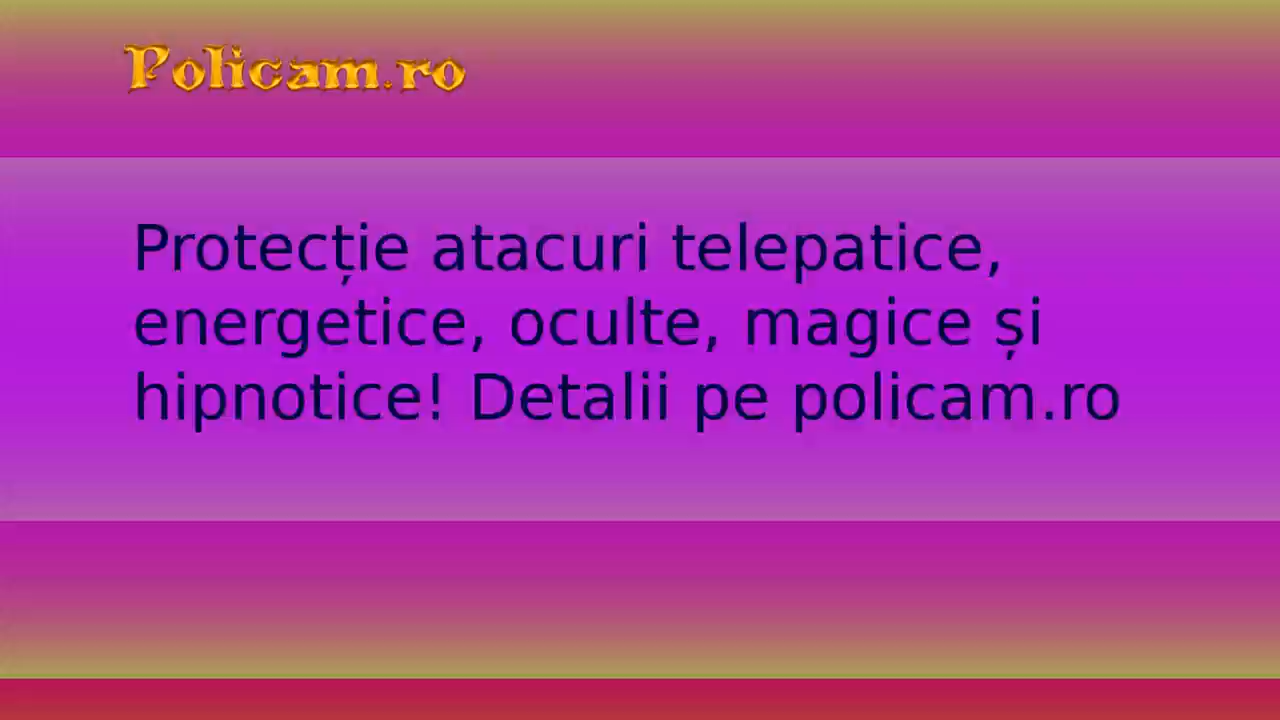 Policam.ro
Protecție atacuri telepatice,
energetice, oculte, magice și
hipnotice! Detalii pe policam.ro